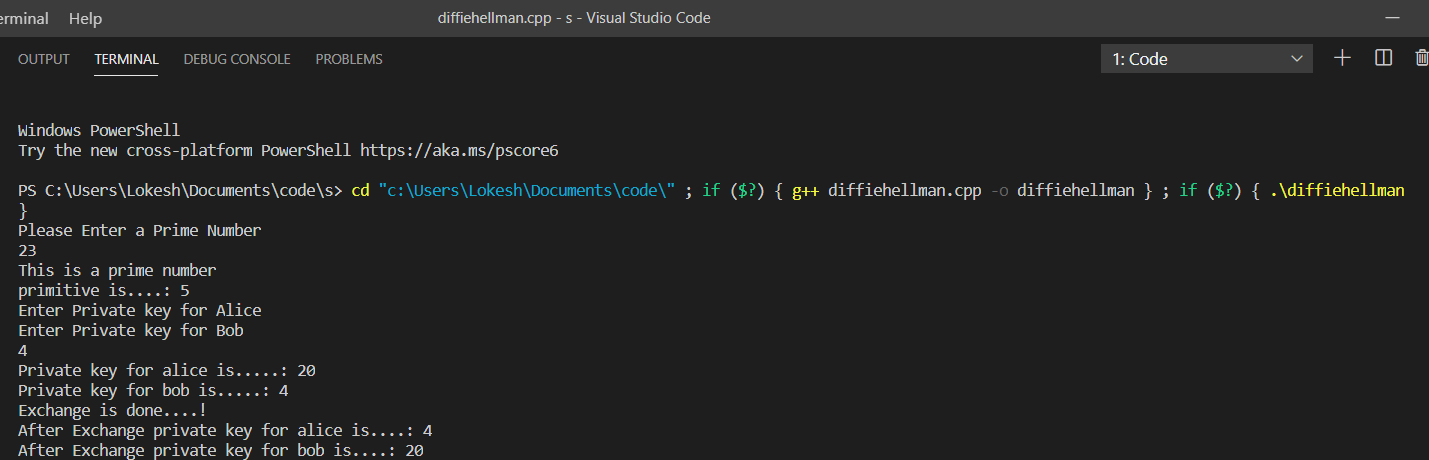 erminal Help diffiehellman.cpp - s - Visual Studio Code
OUTPUT TERMINAL DEBUG CONSOLE PROBLEMS 1: Code
Windows PowerShell
Try the new cross-platform PowerShell https://aka.ms/pscore6
PS C:\Users\Lokesh\Documents\code\s> cd "c:\Users\Lokesh\Documents\code\" ; if ($?) { g++ diffiehellman.cpp -o diffiehellman } ; if ($?) { .\diffiehellman
}
Please Enter a Prime Number
23
This is a prime number
primitive is....: 5
Enter Private key for Alice
Enter Private key for Bob
4
Private key for alice is.....: 20
Private key for bob is.....: 4
Exchange is done....!
After Exchange private key for alice is....: 4
After Exchange private key for bob is....: 20